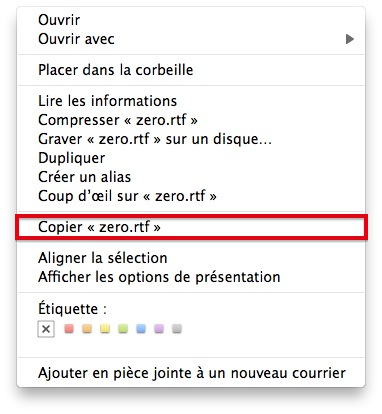 Ouvrir
Ouvrir avec
Placer dans la corbeille
Lire les informations
Compresser « zero.rtf »
Graver « zero.rtf » sur un disque...
Dupliquer
Créer un alias
Coup d’œil sur « zero.rtf »
Copier « zero.rtf »
Aligner la sélection
Afficher les options de présentation
Étiquette :
Ajouter en pièce jointe à un nouveau courrier